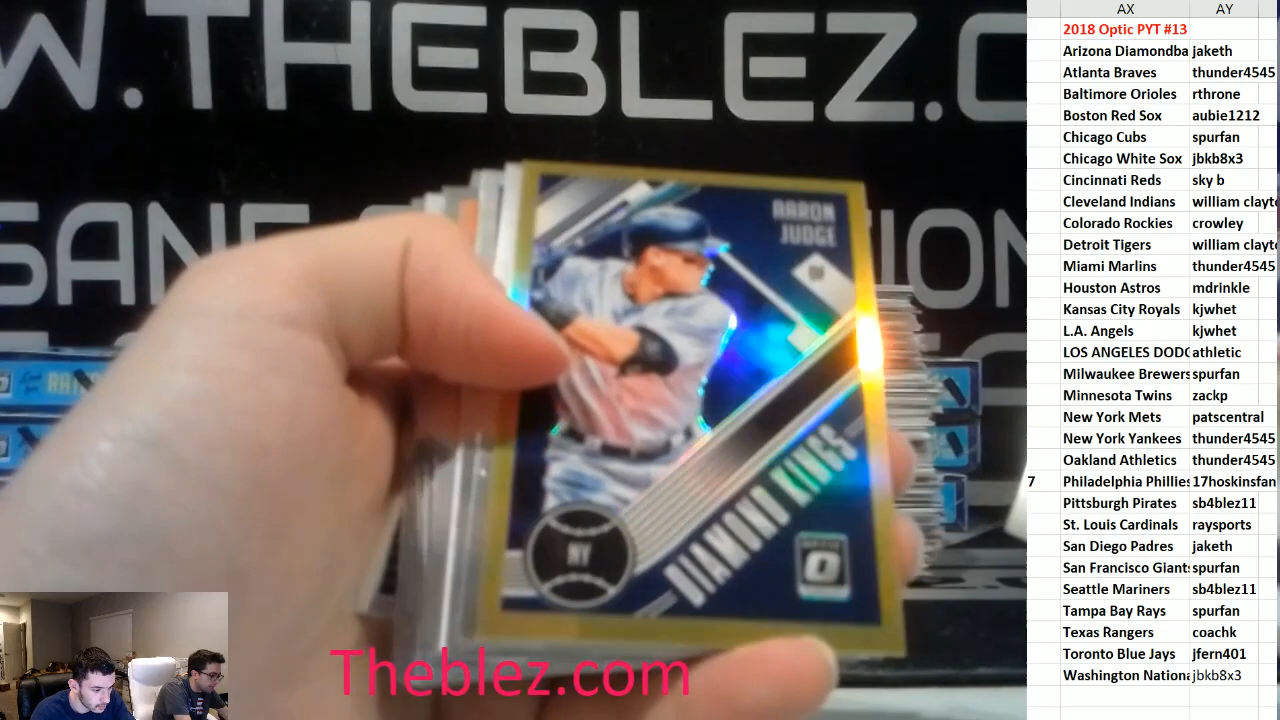 W.THEBLEZ.C
SANE
ION
AARON
JUDGE
DIAMOND KINGS
NY
OPTIC
O
Theblez.com
AX AY
2018 Optic PYT #13
Arizona Diamondba jaketh
Atlanta Braves thunder4545
Baltimore Orioles rthrone
Boston Red Sox aubie1212
Chicago Cubs spurfan
Chicago White Sox jbkb8x3
Cincinnati Reds sky b
Cleveland Indians william clayto
Colorado Rockies crowley
Detroit Tigers william clayto
Miami Marlins thunder4545
Houston Astros mdrinkle
Kansas City Royals kjwhet
L.A. Angels kjwhet
LOS ANGELES DODG athletic
Milwaukee Brewers spurfan
Minnesota Twins zackp
New York Mets patscentral
New York Yankees thunder4545
Oakland Athletics thunder4545
7 Philadelphia Phillies 17hoskinsfan
Pittsburgh Pirates sb4blez11
St. Louis Cardinals raysports
San Diego Padres jaketh
San Francisco Giants spurfan
Seattle Mariners sb4blez11
Tampa Bay Rays spurfan
Texas Rangers coachk
Toronto Blue Jays jfern401
Washington Nationa jbkb8x3